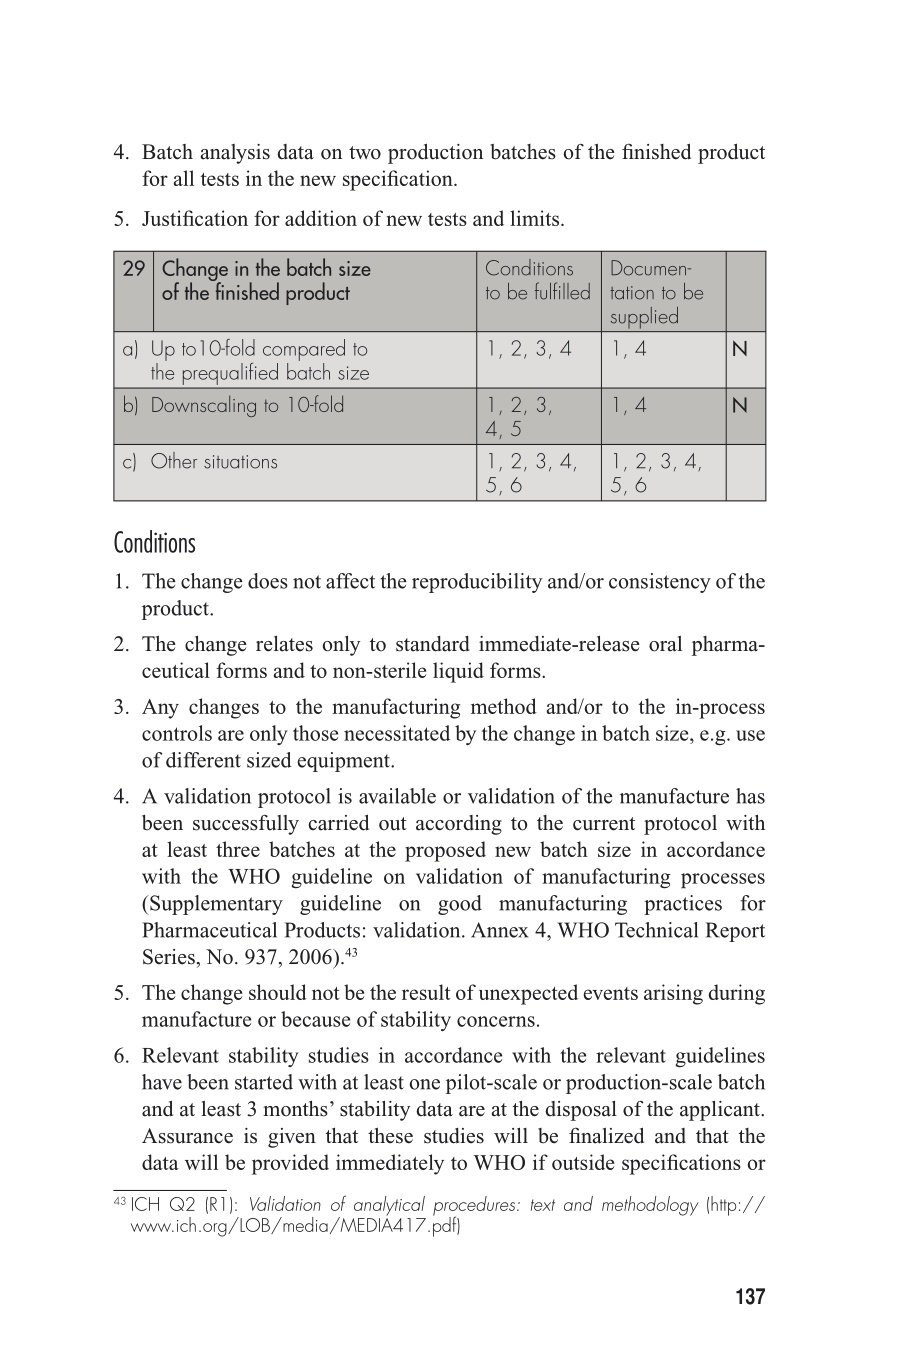 4. Batch analysis data on two production batches of the finished product
for all tests in the new specification.
5. Justification for addition of new tests and limits.
29 Change in the batch size
of the finished product
Conditions
to be fulfilled
Documen-
tation to be
supplied
a) Up to10-fold compared to
the prequalified batch size
1, 2, 3, 4
1, 4
N
b) Downscaling to 10-fold
1, 2, 3,
4, 5
1, 4
N
c) Other situations
1, 2, 3, 4,
5, 6
1, 2, 3, 4,
5, 6
Conditions
1. The change does not affect the reproducibility and/or consistency of the
product.
2. The change relates only to standard immediate-release oral pharma-
ceutical forms and to non-sterile liquid forms.
3. Any changes to the manufacturing method and/or to the in-process
controls are only those necessitated by the change in batch size, e.g. use
of different sized equipment.
4. A validation protocol is available or validation of the manufacture has
been successfully carried out according to the current protocol with
at least three batches at the proposed new batch size in accordance
with the WHO guideline on validation of manufacturing processes
(Supplementary guideline on good manufacturing practices for
Pharmaceutical Products: validation. Annex 4, WHO Technical Report
Series, No. 937, 2006).43
5. The change should not be the result of unexpected events arising during
manufacture or because of stability concerns.
6. Relevant stability studies in accordance with the relevant guidelines
have been started with at least one pilot-scale or production-scale batch
and at least 3 months’ stability data are at the disposal of the applicant.
Assurance is given that these studies will be finalized and that the
data will be provided immediately to WHO if outside specifications or
43 ICH Q2 (R1): Validation of analytical procedures: text and methodology (http://
www.ich.org/LOB/media/MEDIA417.pdf)
137